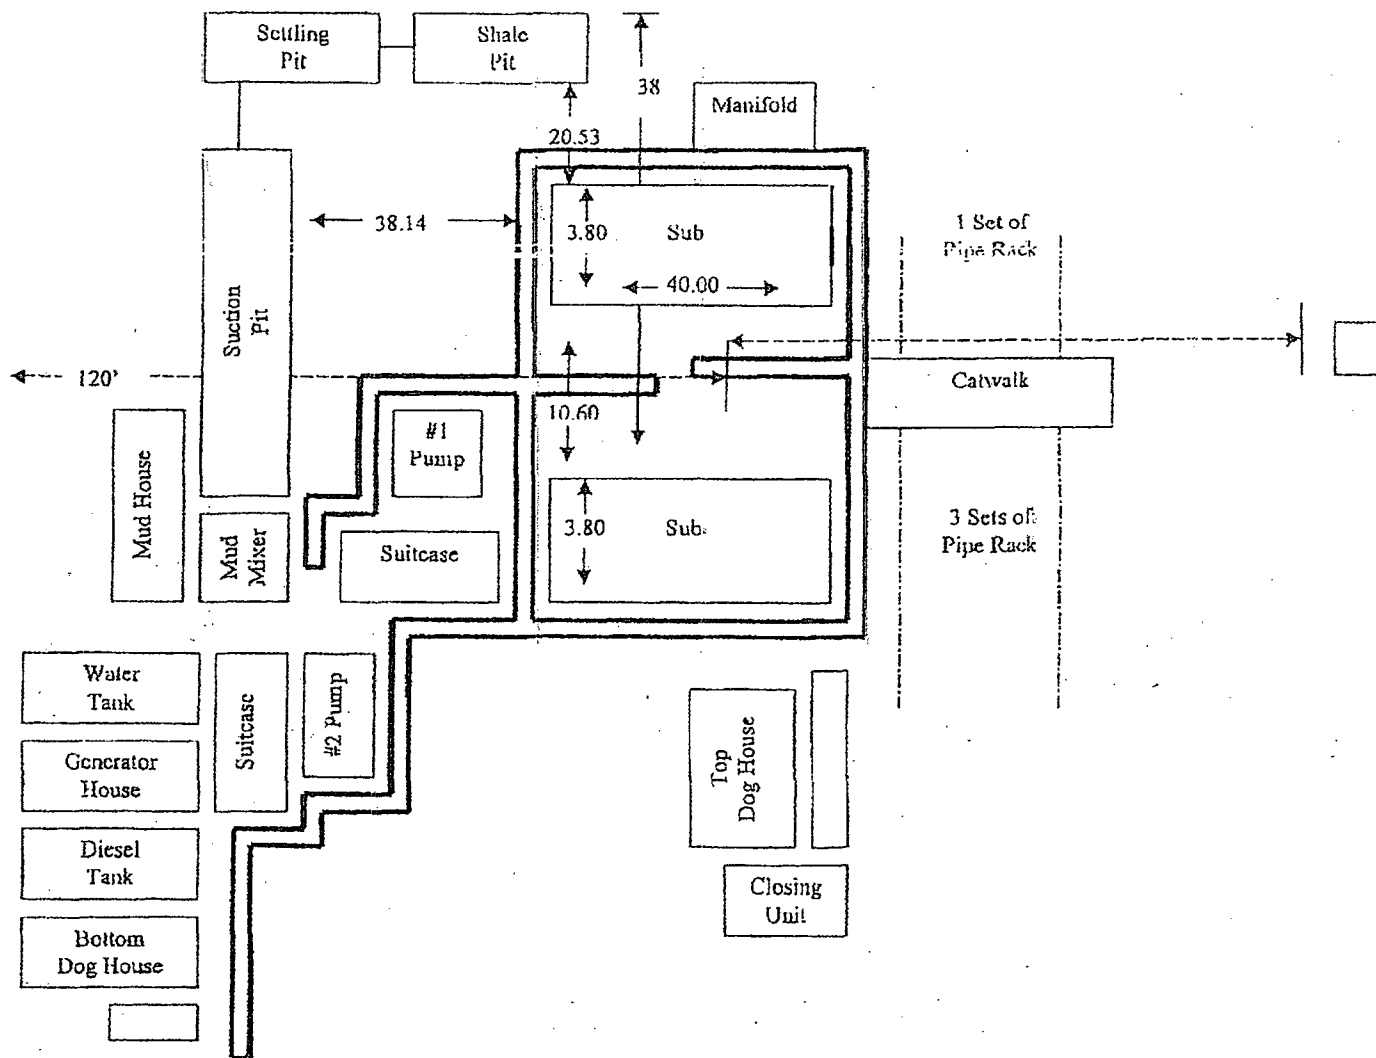 Settling
Pit
Shale
Pit
38
Manifold
20.53
38.14
3.80
Sub
40.00
1 Set of
Pipe Rack
Suction
Pit
120'
Catwalk
10.60
#1
Pump
Mud House
Mud
Mixer
Suitcase
3.80
Sub
3 Sets of
Pipe Rack
Water
Tank
Suitcase
#2 Pump
Generator
House
Top
Dog House
Diesel
Tank
Closing
Unit
Bottom
Dog House